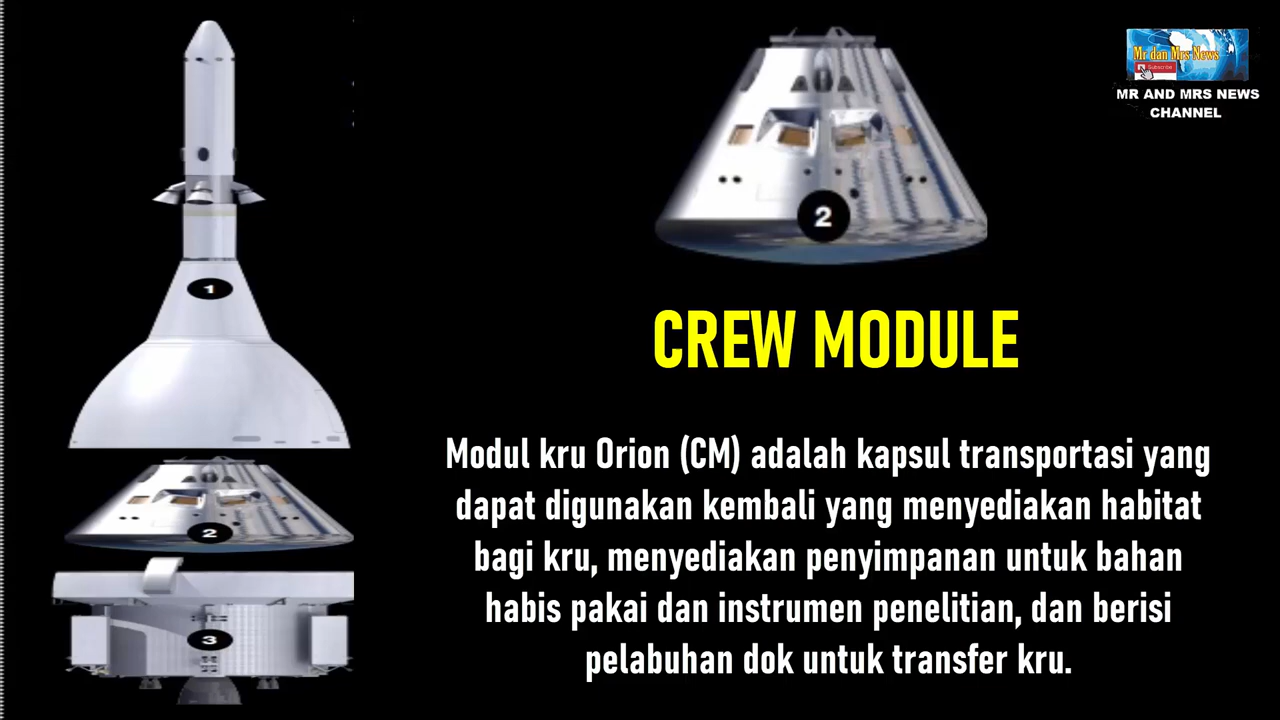 Mr dan Mrs News
Subscribe
MR AND MRS NEWS
CHANNEL
2
1
CREW MODULE
Modul kru Orion (CM) adalah kapsul transportasi yang
dapat digunakan kembali yang menyediakan habitat
bagi kru, menyediakan penyimpanan untuk bahan
habis pakai dan instrumen penelitian, dan berisi
pelabuhan dok untuk transfer kru.
2
3